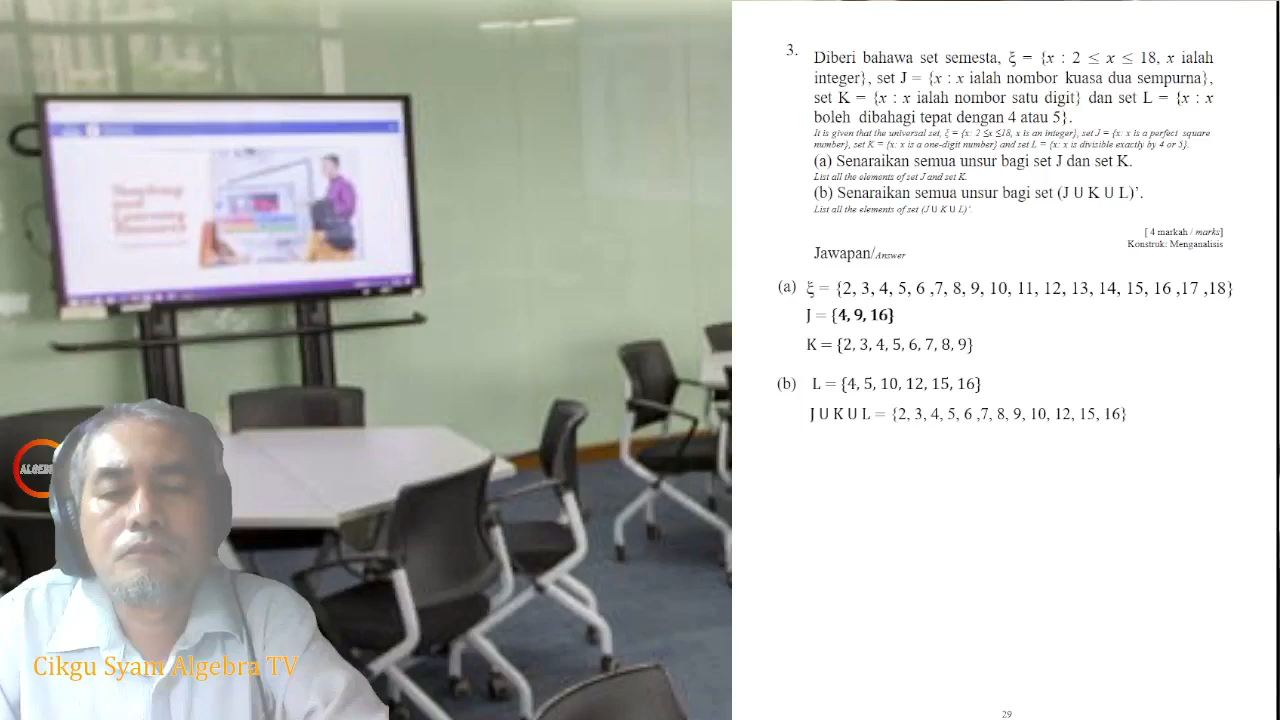 3.
Diberi bahawa set semesta, ξ = {x : 2 ≤ x ≤ 18, x ialah
integer}, set J = {x : x ialah nombor kuasa dua sempurna},
set K = {x : x ialah nombor satu digit} dan set L = {x : x
boleh dibahagi tepat dengan 4 atau 5}.
It is given that the universal set, ξ = {x: 2 ≤x ≤18, x is an integer}, set J = {x: x is a perfect square
number}, set K = {x: x is a one-digit number} and set L = {x: x is divisible exactly by 4 or 5}.
(a) Senaraikan semua unsur bagi set J dan set K.
List all the elements of set J and set K.
(b) Senaraikan semua unsur bagi set (J U K U L)’.
List all the elements of set (J U K U L)’.
[ 4 markah / marks]
Konstruk: Menganalisis
Jawapan/Answer
(a) ξ = {2, 3, 4, 5, 6 ,7, 8, 9, 10, 11, 12, 13, 14, 15, 16 ,17 ,18}
J = {4, 9, 16}
K = {2, 3, 4, 5, 6, 7, 8, 9}
(b) L = {4, 5, 10, 12, 15, 16}
J U K U L = {2, 3, 4, 5, 6 ,7, 8, 9, 10, 12, 15, 16}
Cikgu Syam Algebra TV
29